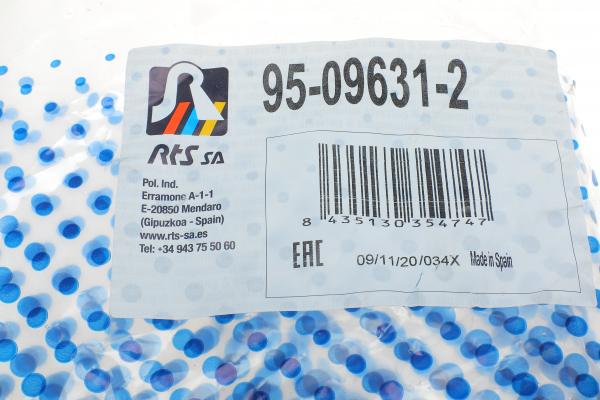 95-09631-2
RTS SA
Pol. Ind.
Erramone A-1-1
E-20850 Mendaro
(Gipuzkoa - Spain)
www.rts-sa.es
Tel: +34 943 75 50 60
8 435130 354747
EAC 09/11/20/034X Made in Spain